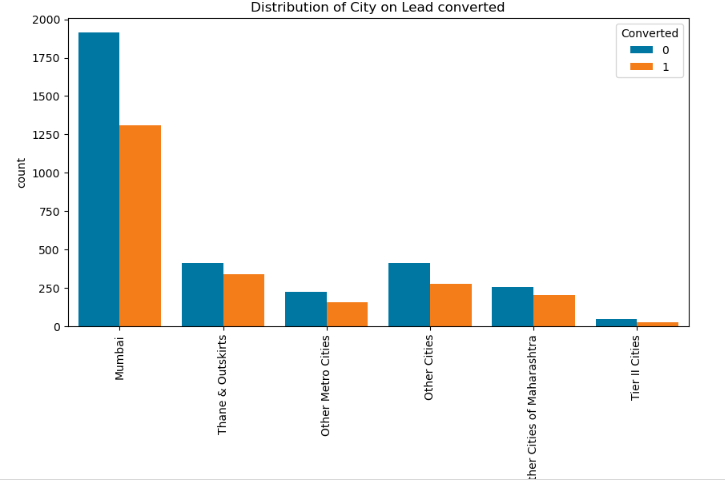 Distribution of City on Lead converted
Converted
0
1
count
2000
1750
1500
1250
1000
750
500
250
0
Mumbai
Thane & Outskirts
Other Metro Cities
Other Cities
ther Cities of Maharashtra
Tier II Cities